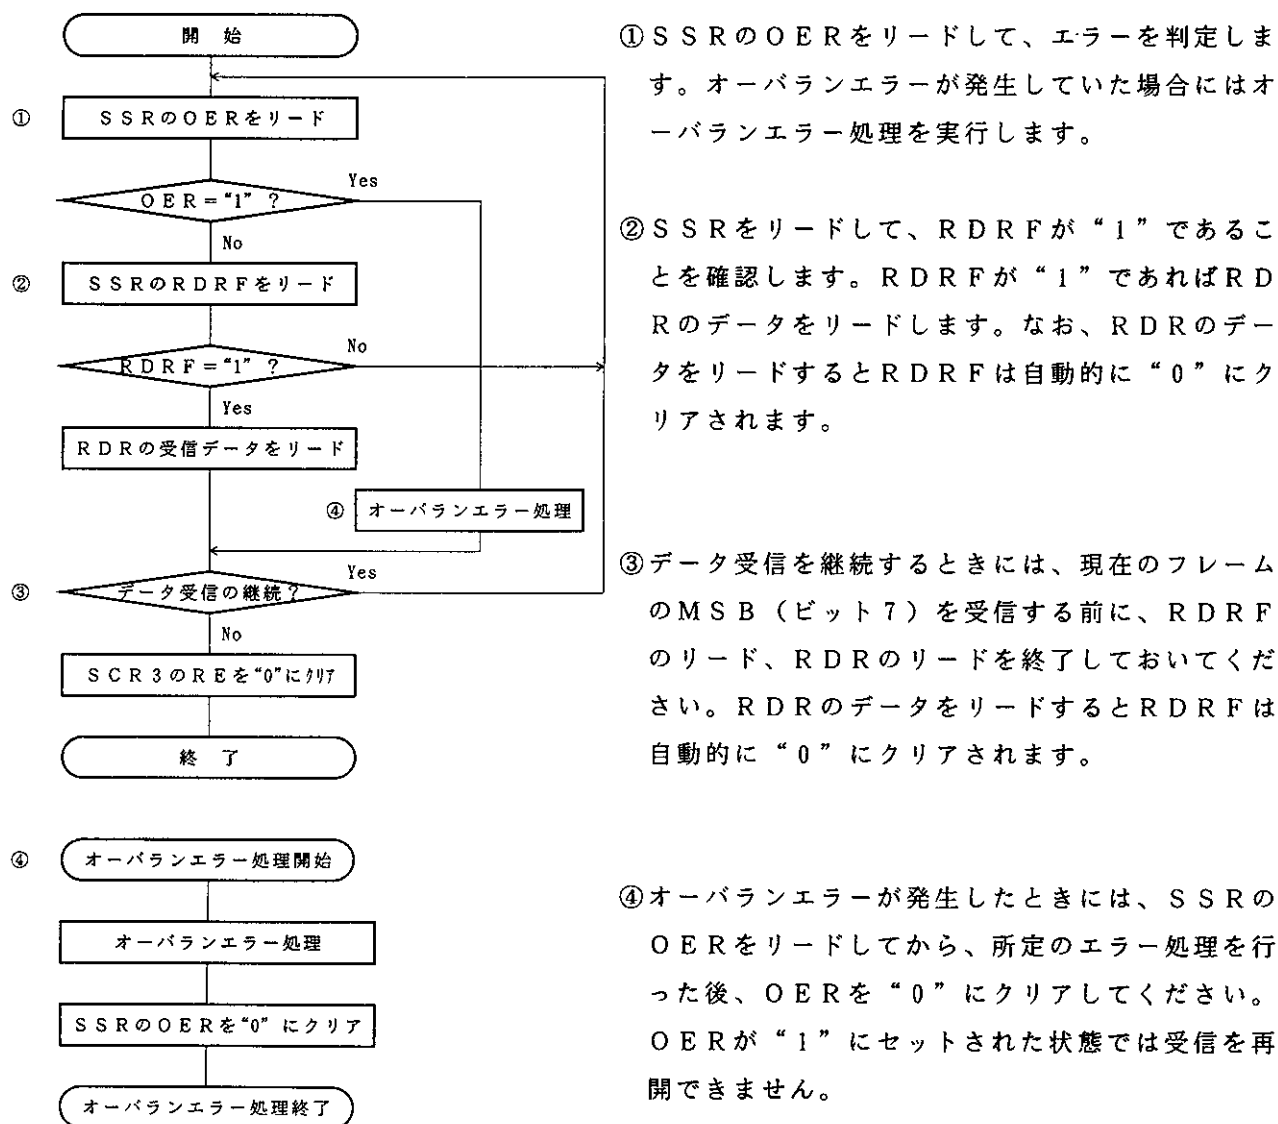 開始
① SSRのOERをリード
OER=“1”?
Yes
No
② SSRのRDRFをリード
RDRF=“1”?
No
Yes
RDRの受信データをリード
④ オーバランエラー処理
③ データ受信の継続?
Yes
No
SCR3のREを“0”にクリア
終了
④ オーバランエラー処理開始
オーバランエラー処理
SSRのOERを“0”にクリア
オーバランエラー処理終了
①SSRのOERをリードして、エラーを判定しま
す。オーバランエラーが発生していた場合にはオ
ーバランエラー処理を実行します。
②SSRをリードして、RDRFが“1”であるこ
とを確認します。RDRFが“1”であればRD
Rのデータをリードします。なお、RDRのデー
タをリードするとRDRFは自動的に“0”にク
リアされます。
③データ受信を継続するときには、現在のフレーム
のMSB(ビット7)を受信する前に、RDRF
のリード、RDRのリードを終了しておいてくだ
さい。RDRのデータをリードするとRDRFは
自動的に“0”にクリアされます。
④オーバランエラーが発生したときには、SSRの
OERをリードしてから、所定のエラー処理を行
った後、OERを“0”にクリアしてください。
OERが“1”にセットされた状態では受信を再
開できません。